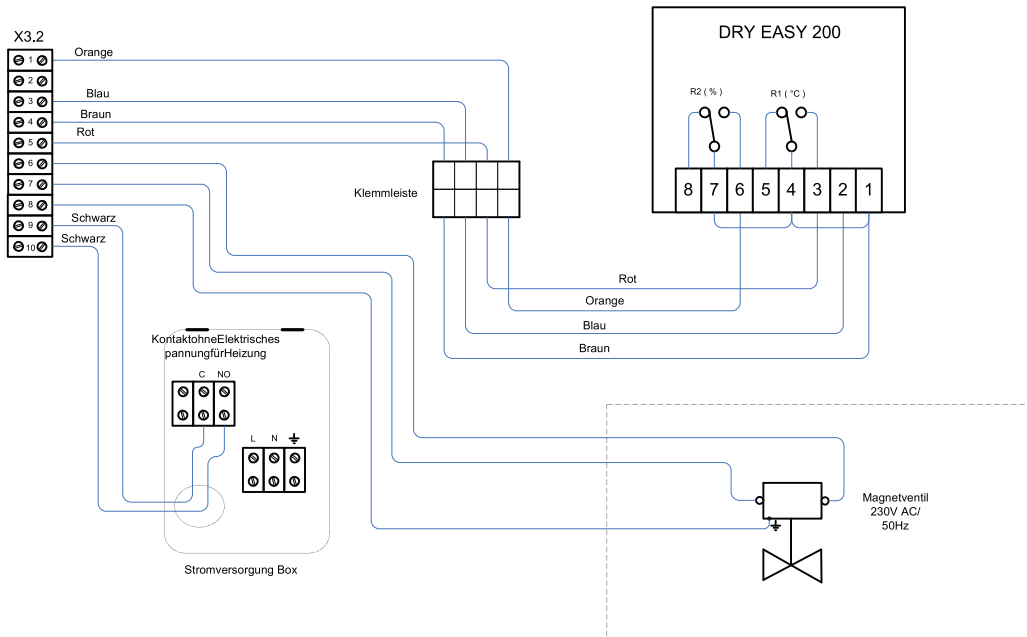 X3.2
1
2
3
4
5
6
7
8
9
10
Orange
Blau
Braun
Rot
Schwarz
Schwarz
Klemmleiste
DRY EASY 200
R2 ( % )
R1 ( °C )
8 7 6 5 4 3 2 1
Rot
Orange
Blau
Braun
KontaktohneElektrisches
pannungfürHeizung
C NO
L N
Stromversorgung Box
Magnetventil
230V AC/
50Hz